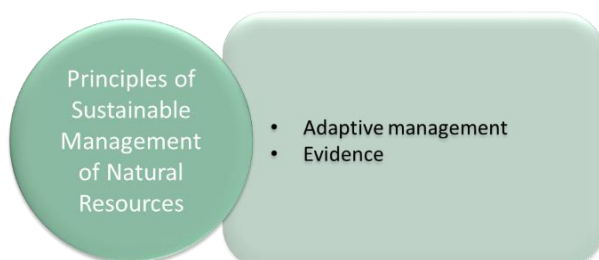 Principles of
Sustainable
Management
of Natural
Resources
• Adaptive management
• Evidence